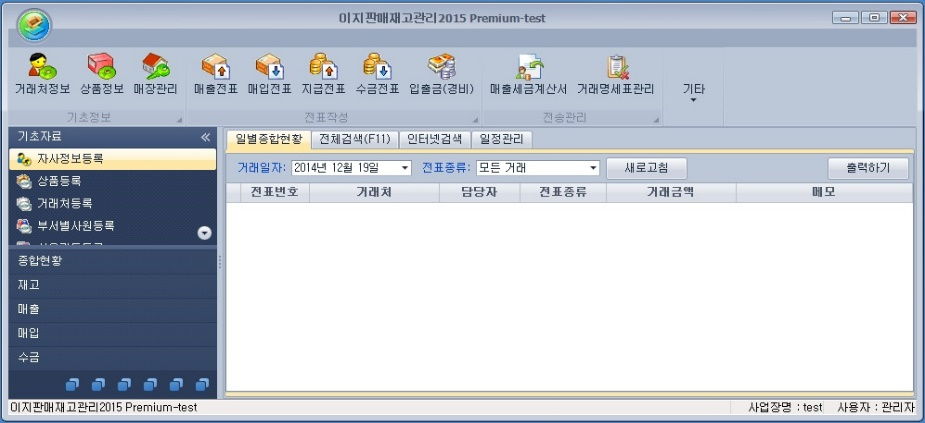 이지판매재고관리2015 Premium-test
거래처정보 상품정보 매장관리 매출전표 매입전표 지급전표 수금전표 입출금(경비) 매출세금계산서 거래명세표관리 기타
기초정보 전표작성 전송관리
기초자료
일별종합현황 전체검색(F11) 인터넷검색 일정관리
자사정보등록
거래일자: 2014년 12월 19일 전표종류: 모든 거래 새로고침 출력하기
상품등록
전표번호 거래처 담당자 전표종류 거래금액 메모
거래처등록
부서별사원등록
종합현황
재고
매출
매입
수금
이지판매재고관리2015 Premium-test 사업장명 : test 사용자 : 관리자